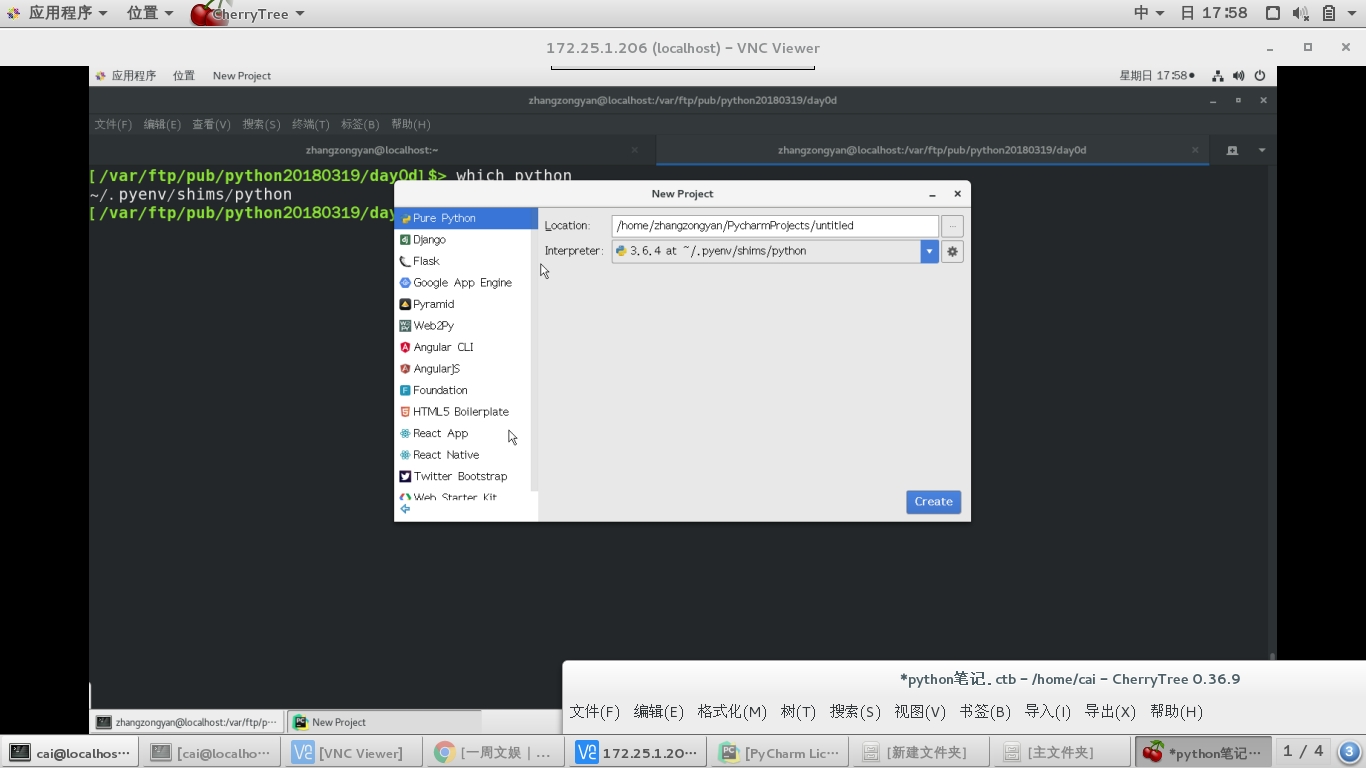 应用程序 位置 CherryTree 中 日 17:58
172.25.1.206 (localhost) – VNC Viewer
应用程序 位置 New Project 星期日 17:58●
zhangzongyan@localhost:/var/ftp/pub/python20180319/day0d
文件(F) 编辑(E) 查看(V) 搜索(S) 终端(T) 标签(B) 帮助(H)
zhangzongyan@localhost:~ zhangzongyan@localhost:/var/ftp/pub/python20180319/day0d
[/var/ftp/pub/python20180319/day0d]$> which python
~/.pyenv/shims/python
[/var/ftp/pub/python20180319/day
New Project
Pure Python
Django
Flask
Google App Engine
Pyramid
Web2Py
Angular CLI
AngularJS
Foundation
HTML5 Boilerplate
React App
React Native
Twitter Bootstrap
Web Starter Kit
Location: /home/zhangzongyan/PycharmProjects/untitled ...
Interpreter: 3.6.4 at ~/.pyenv/shims/python
Create
*python笔记.ctb – /home/cai – CherryTree 0.36.9
文件(F) 编辑(E) 格式化(M) 树(T) 搜索(S) 视图(V) 书签(B) 导入(I) 导出(X) 帮助(H)
zhangzongyan@localhost:/var/ftp/p··· New Project
cai@localhos··· [cai@localho··· [VNC Viewer] [一周文娱 | ... 172.25.1.20··· [PyCharm Lic··· [新建文件夹] [主文件夹] *python笔记··· 1 / 4 3